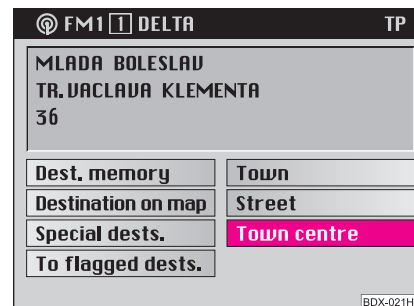 FM1 1 DELTA TP
MLADA BOLESLAV
TR.VACLAVA KLEMENTA
36
Dest. memory Town
Destination on map Street
Special dests. Town centre
To flagged dests.
BDX-021H